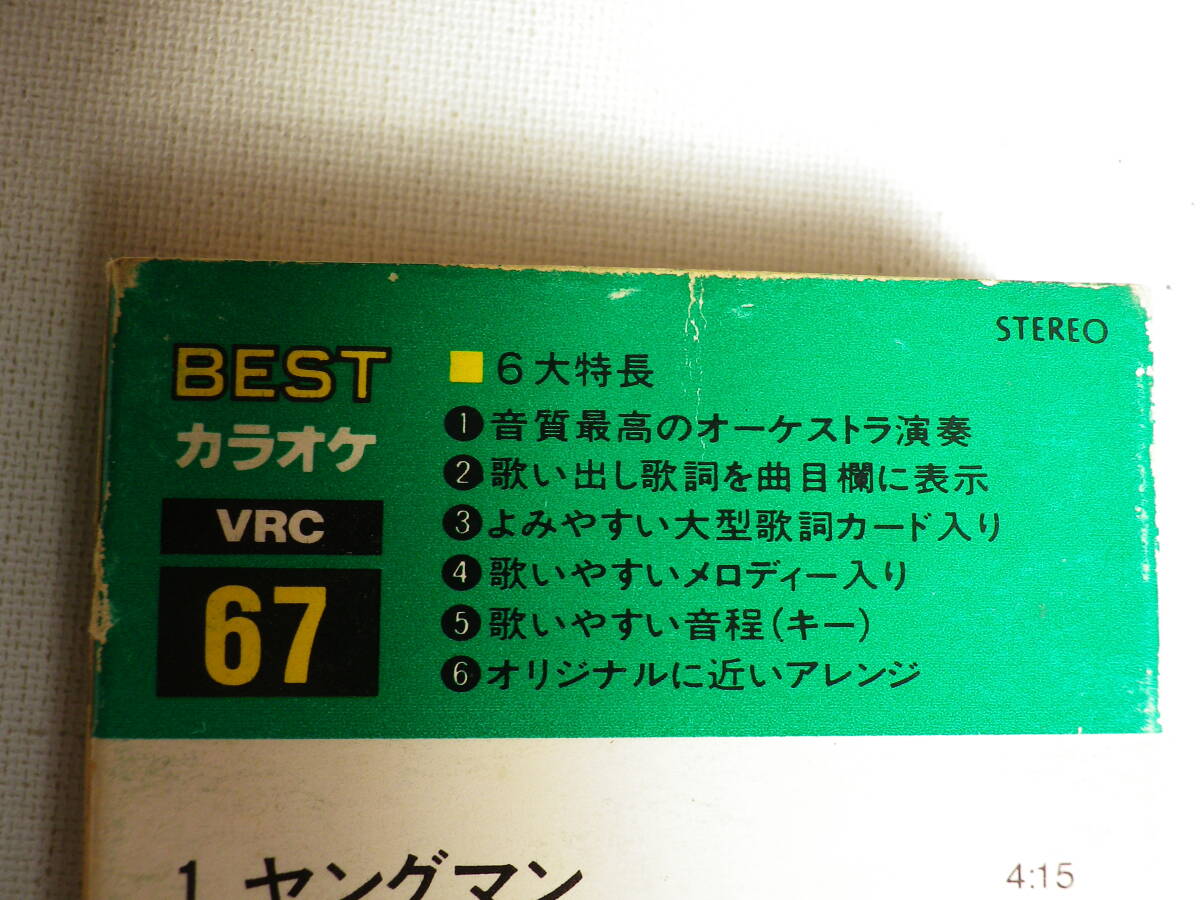 STEREO
BEST
カラオケ
VRC
67
■6大特長
❶音質最高のオーケストラ演奏
❷歌い出し歌詞を曲目欄に表示
❸よみやすい大型歌詞カード入り
❹歌いやすいメロディー入り
❺歌いやすい音程(キー)
❻オリジナルに近いアレンジ
1 ヤングマン 4:15